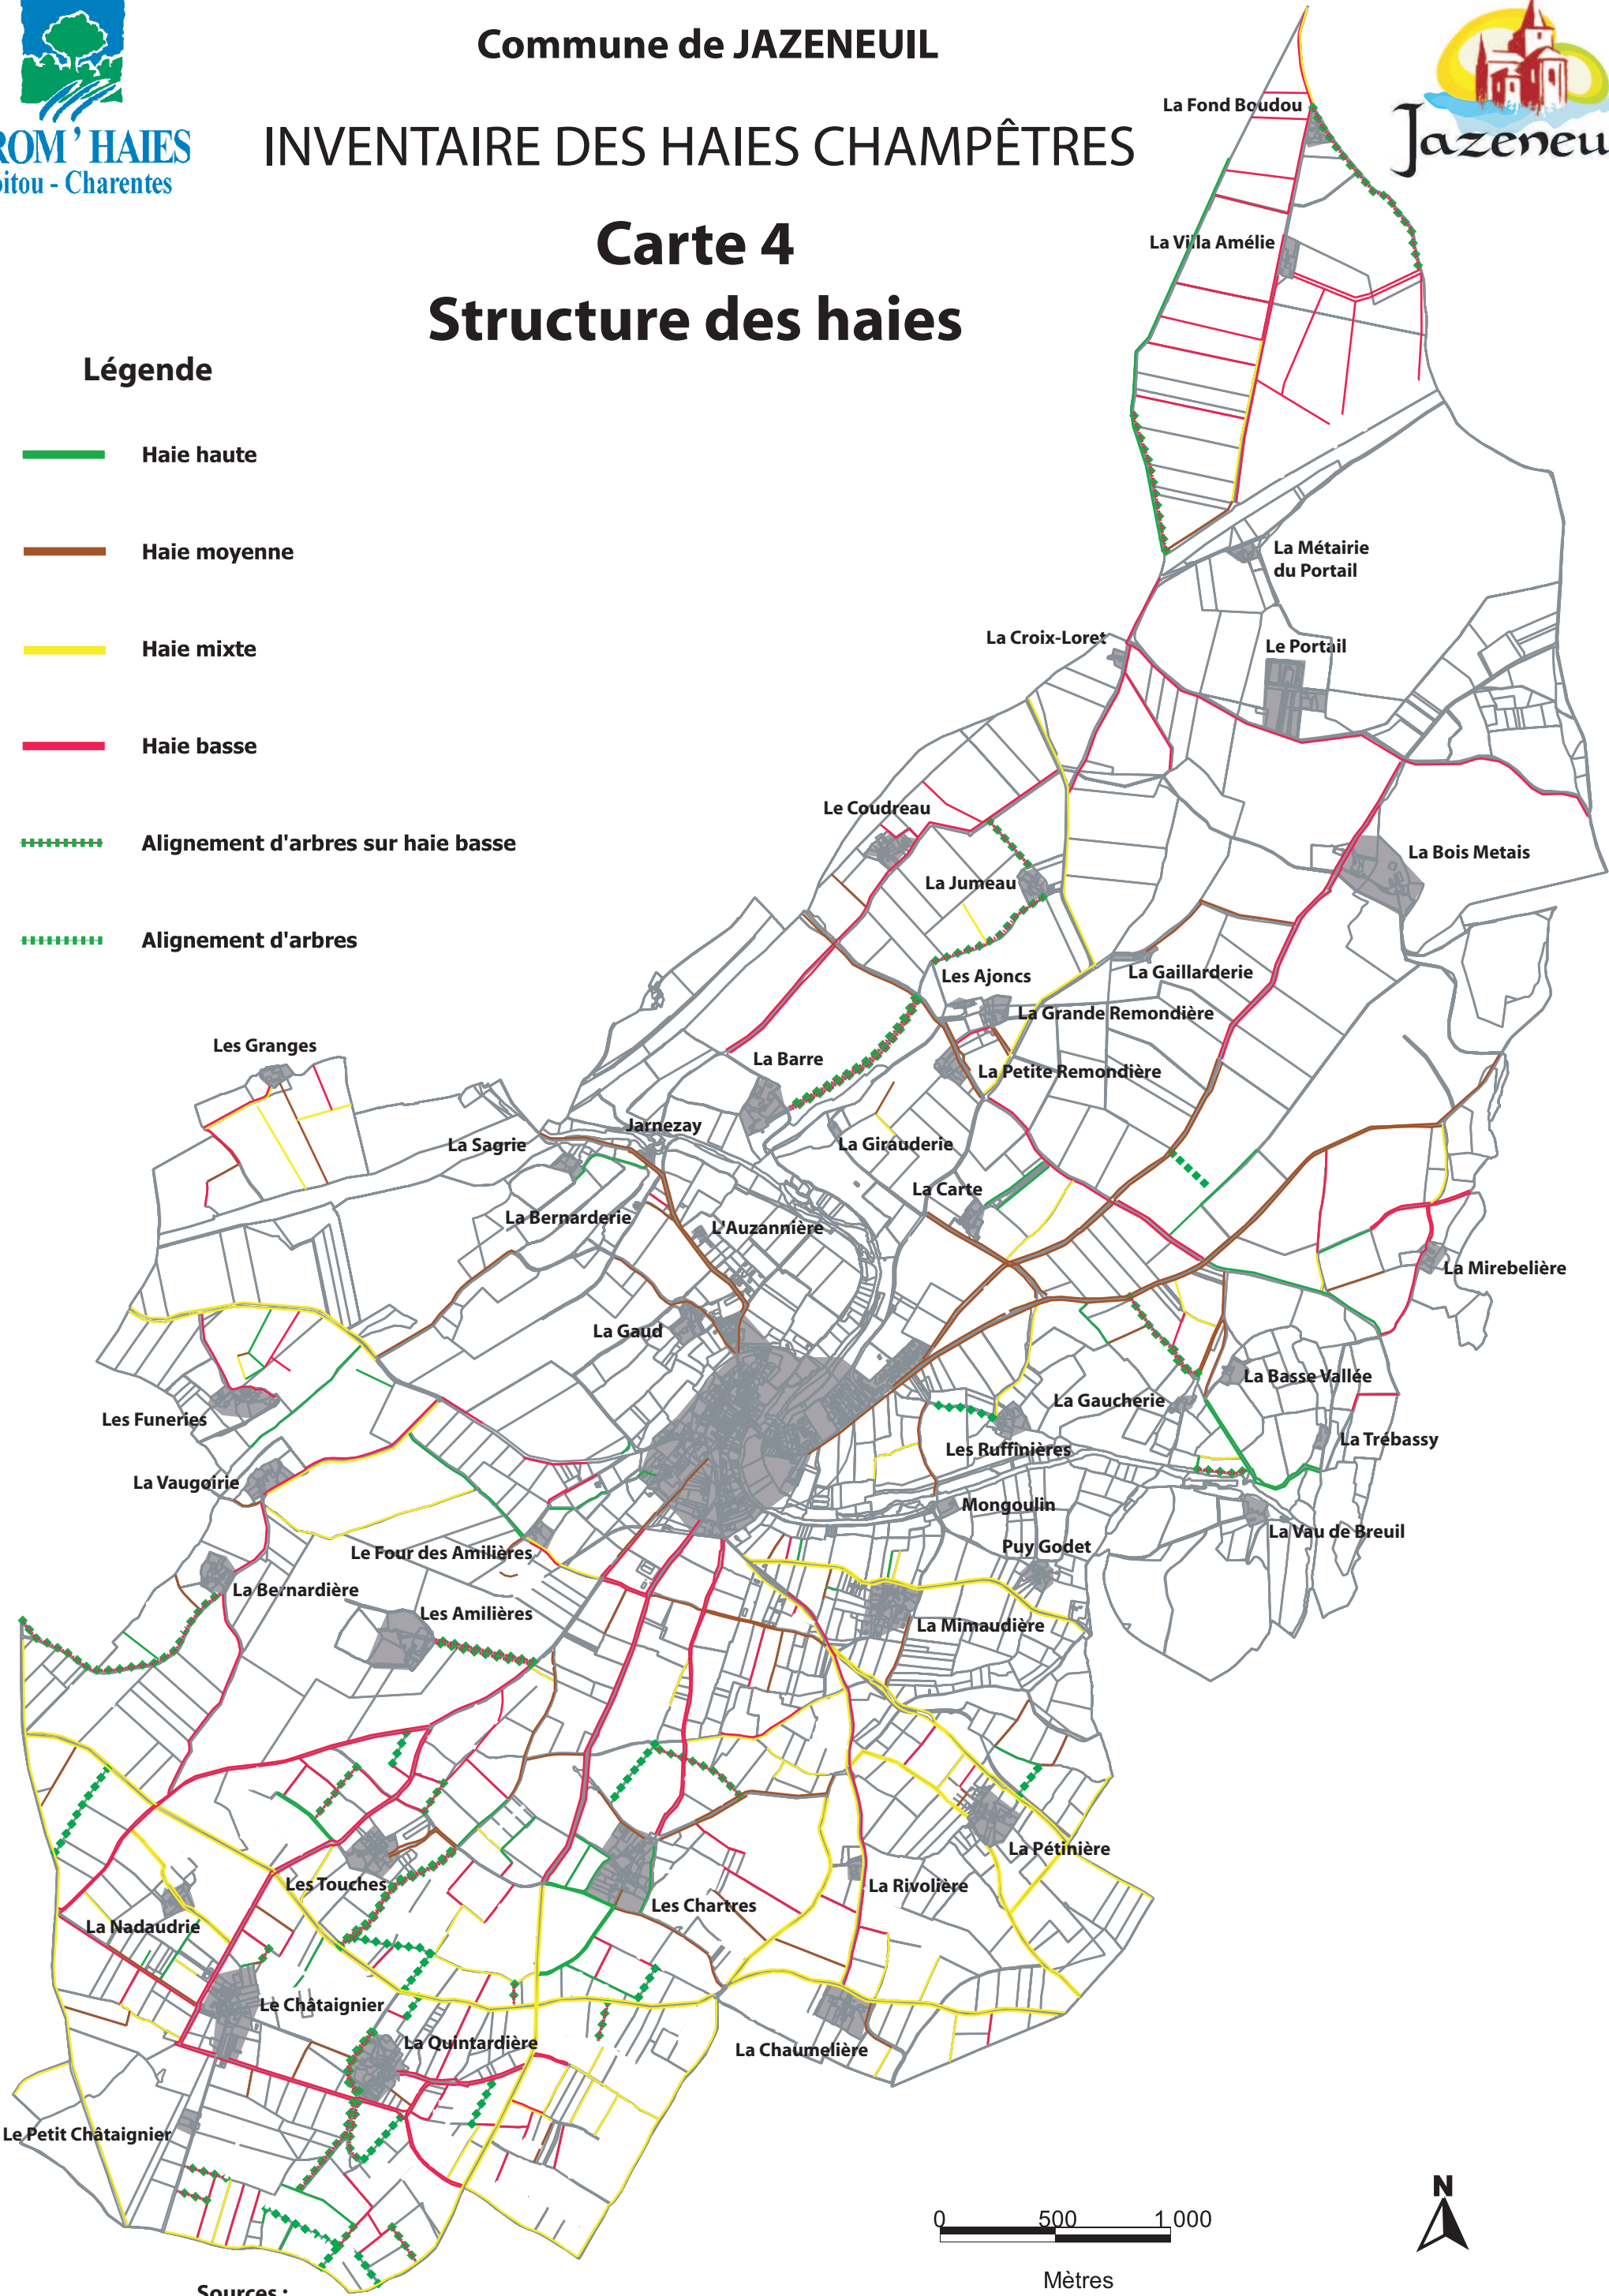 Commune de JAZENEUIL
ROM'HAIES
oitou - Charentes
INVENTAIRE DES HAIES CHAMPÊTRES
Jazeneu
Carte 4
Structure des haies
Légende
Haie haute
Haie moyenne
Haie mixte
Haie basse
Alignement d'arbres sur haie basse
Alignement d'arbres
La Fond Boudou
La Villa Amélie
La Métairie
du Portail
La Croix-Loret
Le Portail
Le Coudreau
La Bois Metais
La Jumeau
La Gaillarderie
Les Ajoncs
La Grande Remondière
Les Granges
La Barre
La Petite Remondière
Jarnezay
La Sagrie
La Girauderie
La Carte
La Bernarderie
L'Auzannière
La Mirebelière
La Gaud
La Basse Vallée
La Gaucherie
Les Funeries
La Trébassy
Les Ruffinières
La Vaugoirie
Mongoulin
La Vau de Breuil
Puy Godet
Le Four des Amilières
La Bernardière
Les Amilières
La Mimaudière
La Pétinière
Les Touches
La Rivolière
Les Chartres
La Nadaudrie
Le Châtaignier
La Quintardière
La Chaumelière
Le Petit Châtaignier
N
0 500 1 000
Mètres
Sources :